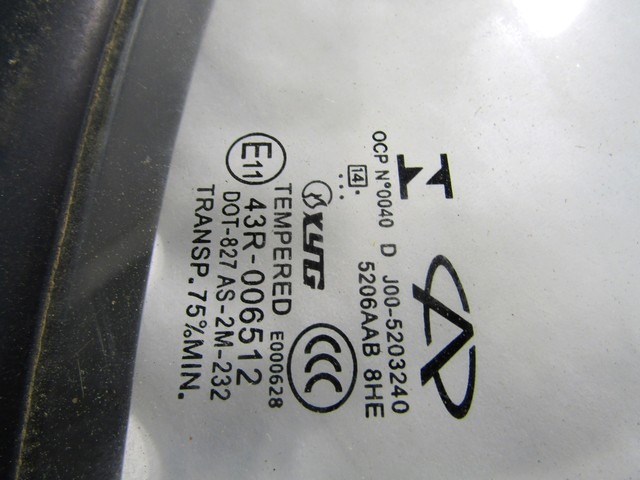 OCP N°0040 D J00-5203240
14 5206AAB 8HE
XYG
TEMPERED E000628
E11 43R-006512
DOT-827 AS-2M-232
TRANSP.75%MIN.
CCC